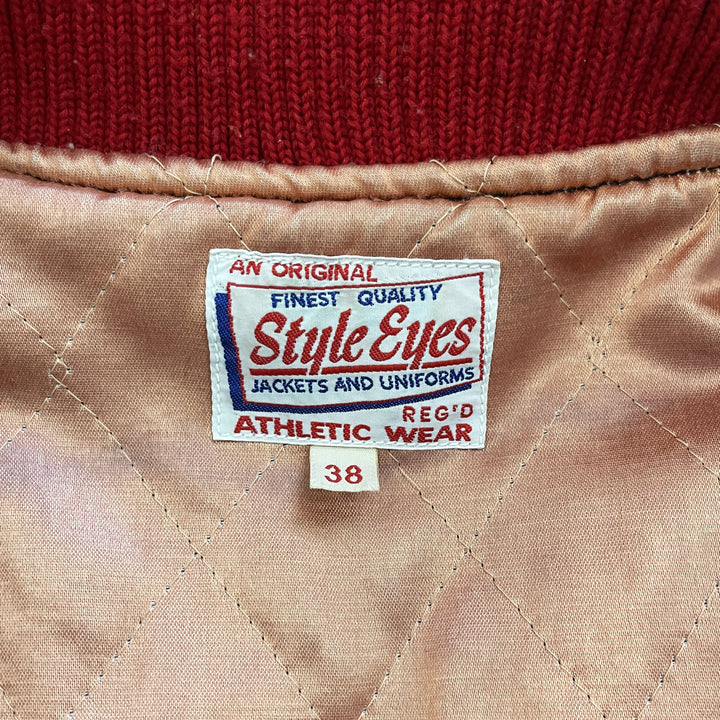 AN ORIGINAL
FINEST QUALITY
Style Eyes
JACKETS AND UNIFORMS
REG'D
ATHLETIC WEAR
38